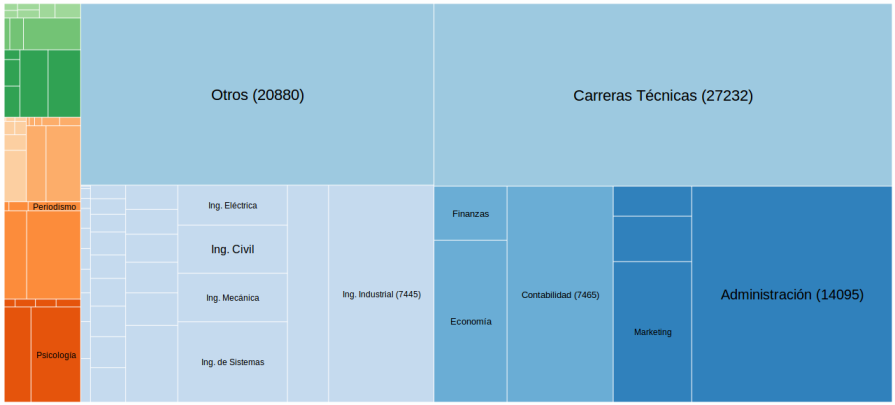 Otros (20880)
Carreras Técnicas (27232)
Periodismo
Psicología
Ing. Eléctrica
Ing. Civil
Ing. Mecánica
Ing. de Sistemas
Ing. Industrial (7445)
Finanzas
Economía
Contabilidad (7465)
Marketing
Administración (14095)